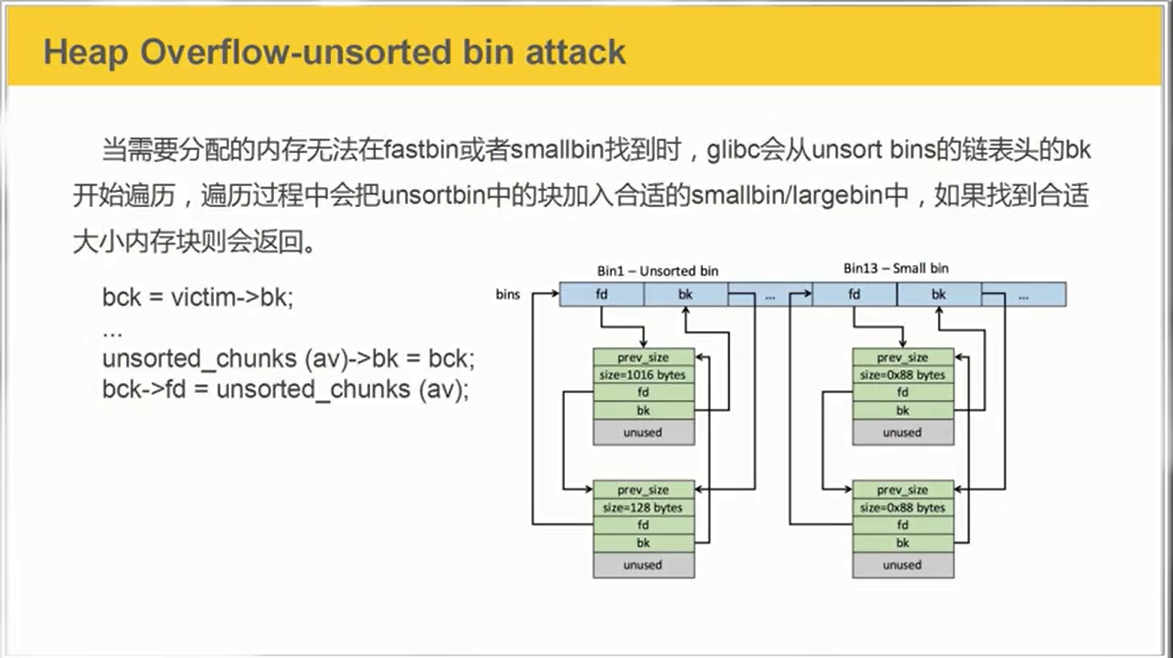 Heap Overflow-unsorted bin attack
当需要分配的内存无法在fastbin或者smallbin找到时，glibc会从unsort bins的链表头的bk
开始遍历，遍历过程中会把unsortbin中的块加入合适的smallbin/largebin中，如果找到合适
大小内存块则会返回。
bck = victim->bk;
...
unsorted_chunks (av)->bk = bck;
bck->fd = unsorted_chunks (av);
Bin1 – Unsorted bin
Bin13 – Small bin
bins
fd
bk
...
fd
bk
...
prev_size
size=1016 bytes
fd
bk
unused
prev_size
size=0x88 bytes
fd
bk
unused
prev_size
size=128 bytes
fd
bk
unused
prev_size
size=0x88 bytes
fd
bk
unused